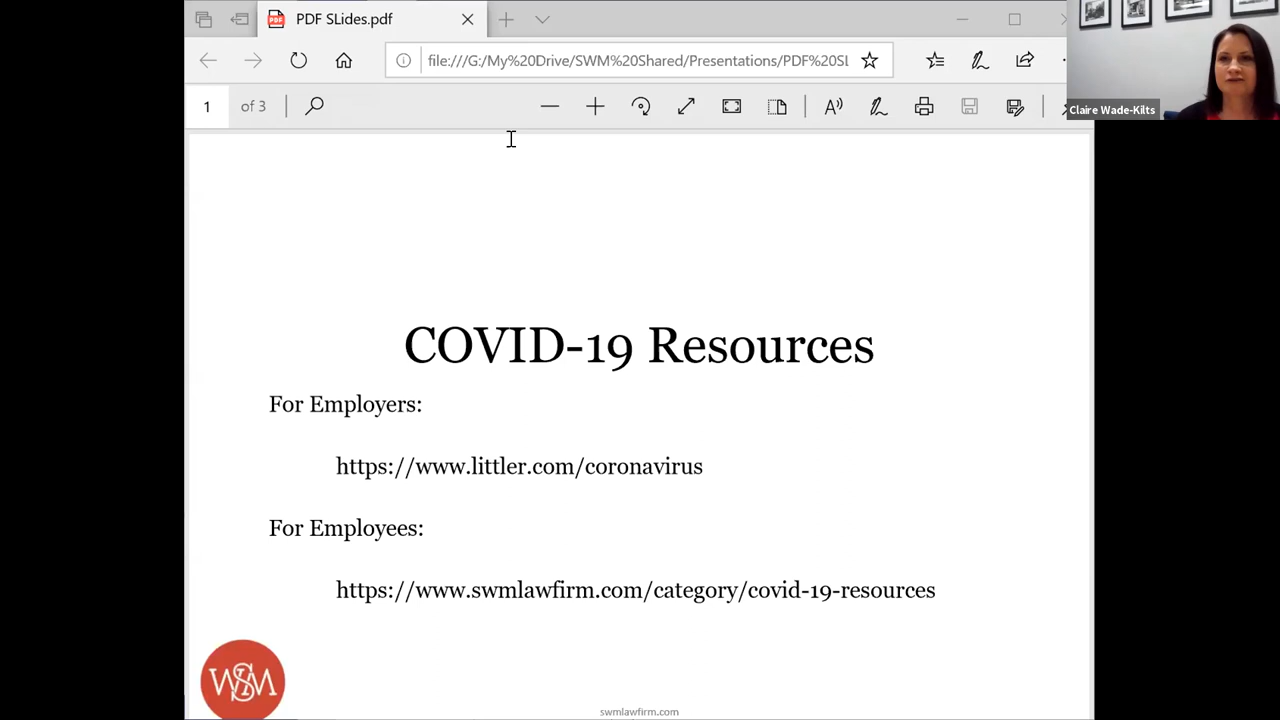 PDF SLides.pdf
file:///G:/My%20Drive/SWM%20Shared/Presentations/PDF%20SL
Claire Wade-Kilts
1 of 3
COVID-19 Resources
For Employers:
https://www.littler.com/coronavirus
For Employees:
https://www.swmlawfirm.com/category/covid-19-resources
WSM
swmlawfirm.com